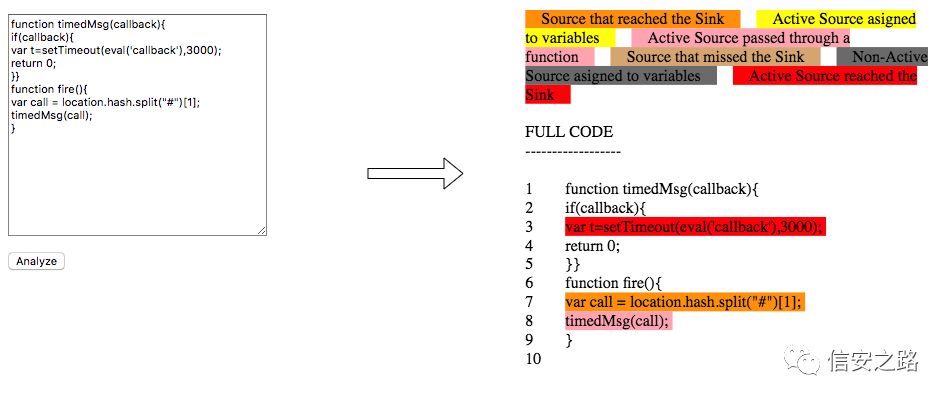 function timedMsg(callback){
if(callback){
var t=setTimeout(eval('callback'),3000);
return 0;
}}
function fire(){
var call = location.hash.split("#")[1];
timedMsg(call);
}
Analyze
Source that reached the Sink Active Source asigned
to variables Active Source passed through a
function Source that missed the Sink Non-Active
Source asigned to variables Active Source reached the
Sink
FULL CODE
------------------
1 function timedMsg(callback){
2 if(callback){
3 var t=setTimeout(eval('callback'),3000);
4 return 0;
5 }}
6 function fire(){
7 var call = location.hash.split("#")[1];
8 timedMsg(call);
9 }
10
信安之路